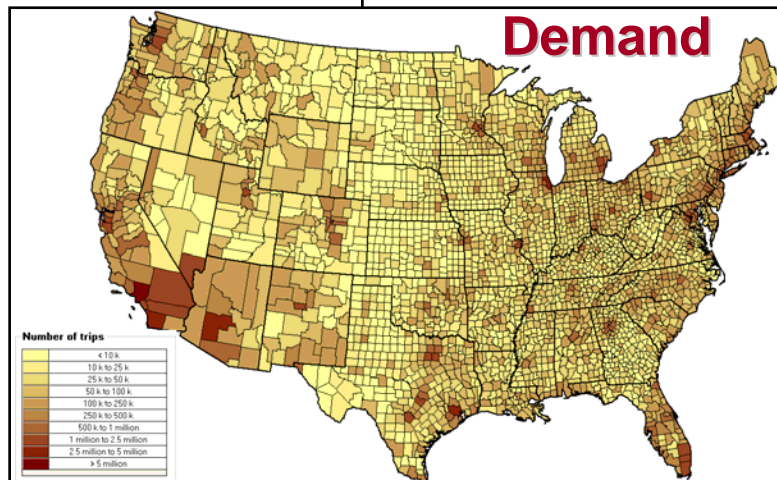 Demand
Number of trips
< 10 k
10 k to 25 k
25 k to 50 k
50 k to 100 k
100 k to 250 k
250 k to 500 k
500 k to 1 million
1 million to 2.5 million
2.5 million to 5 million
> 5 million